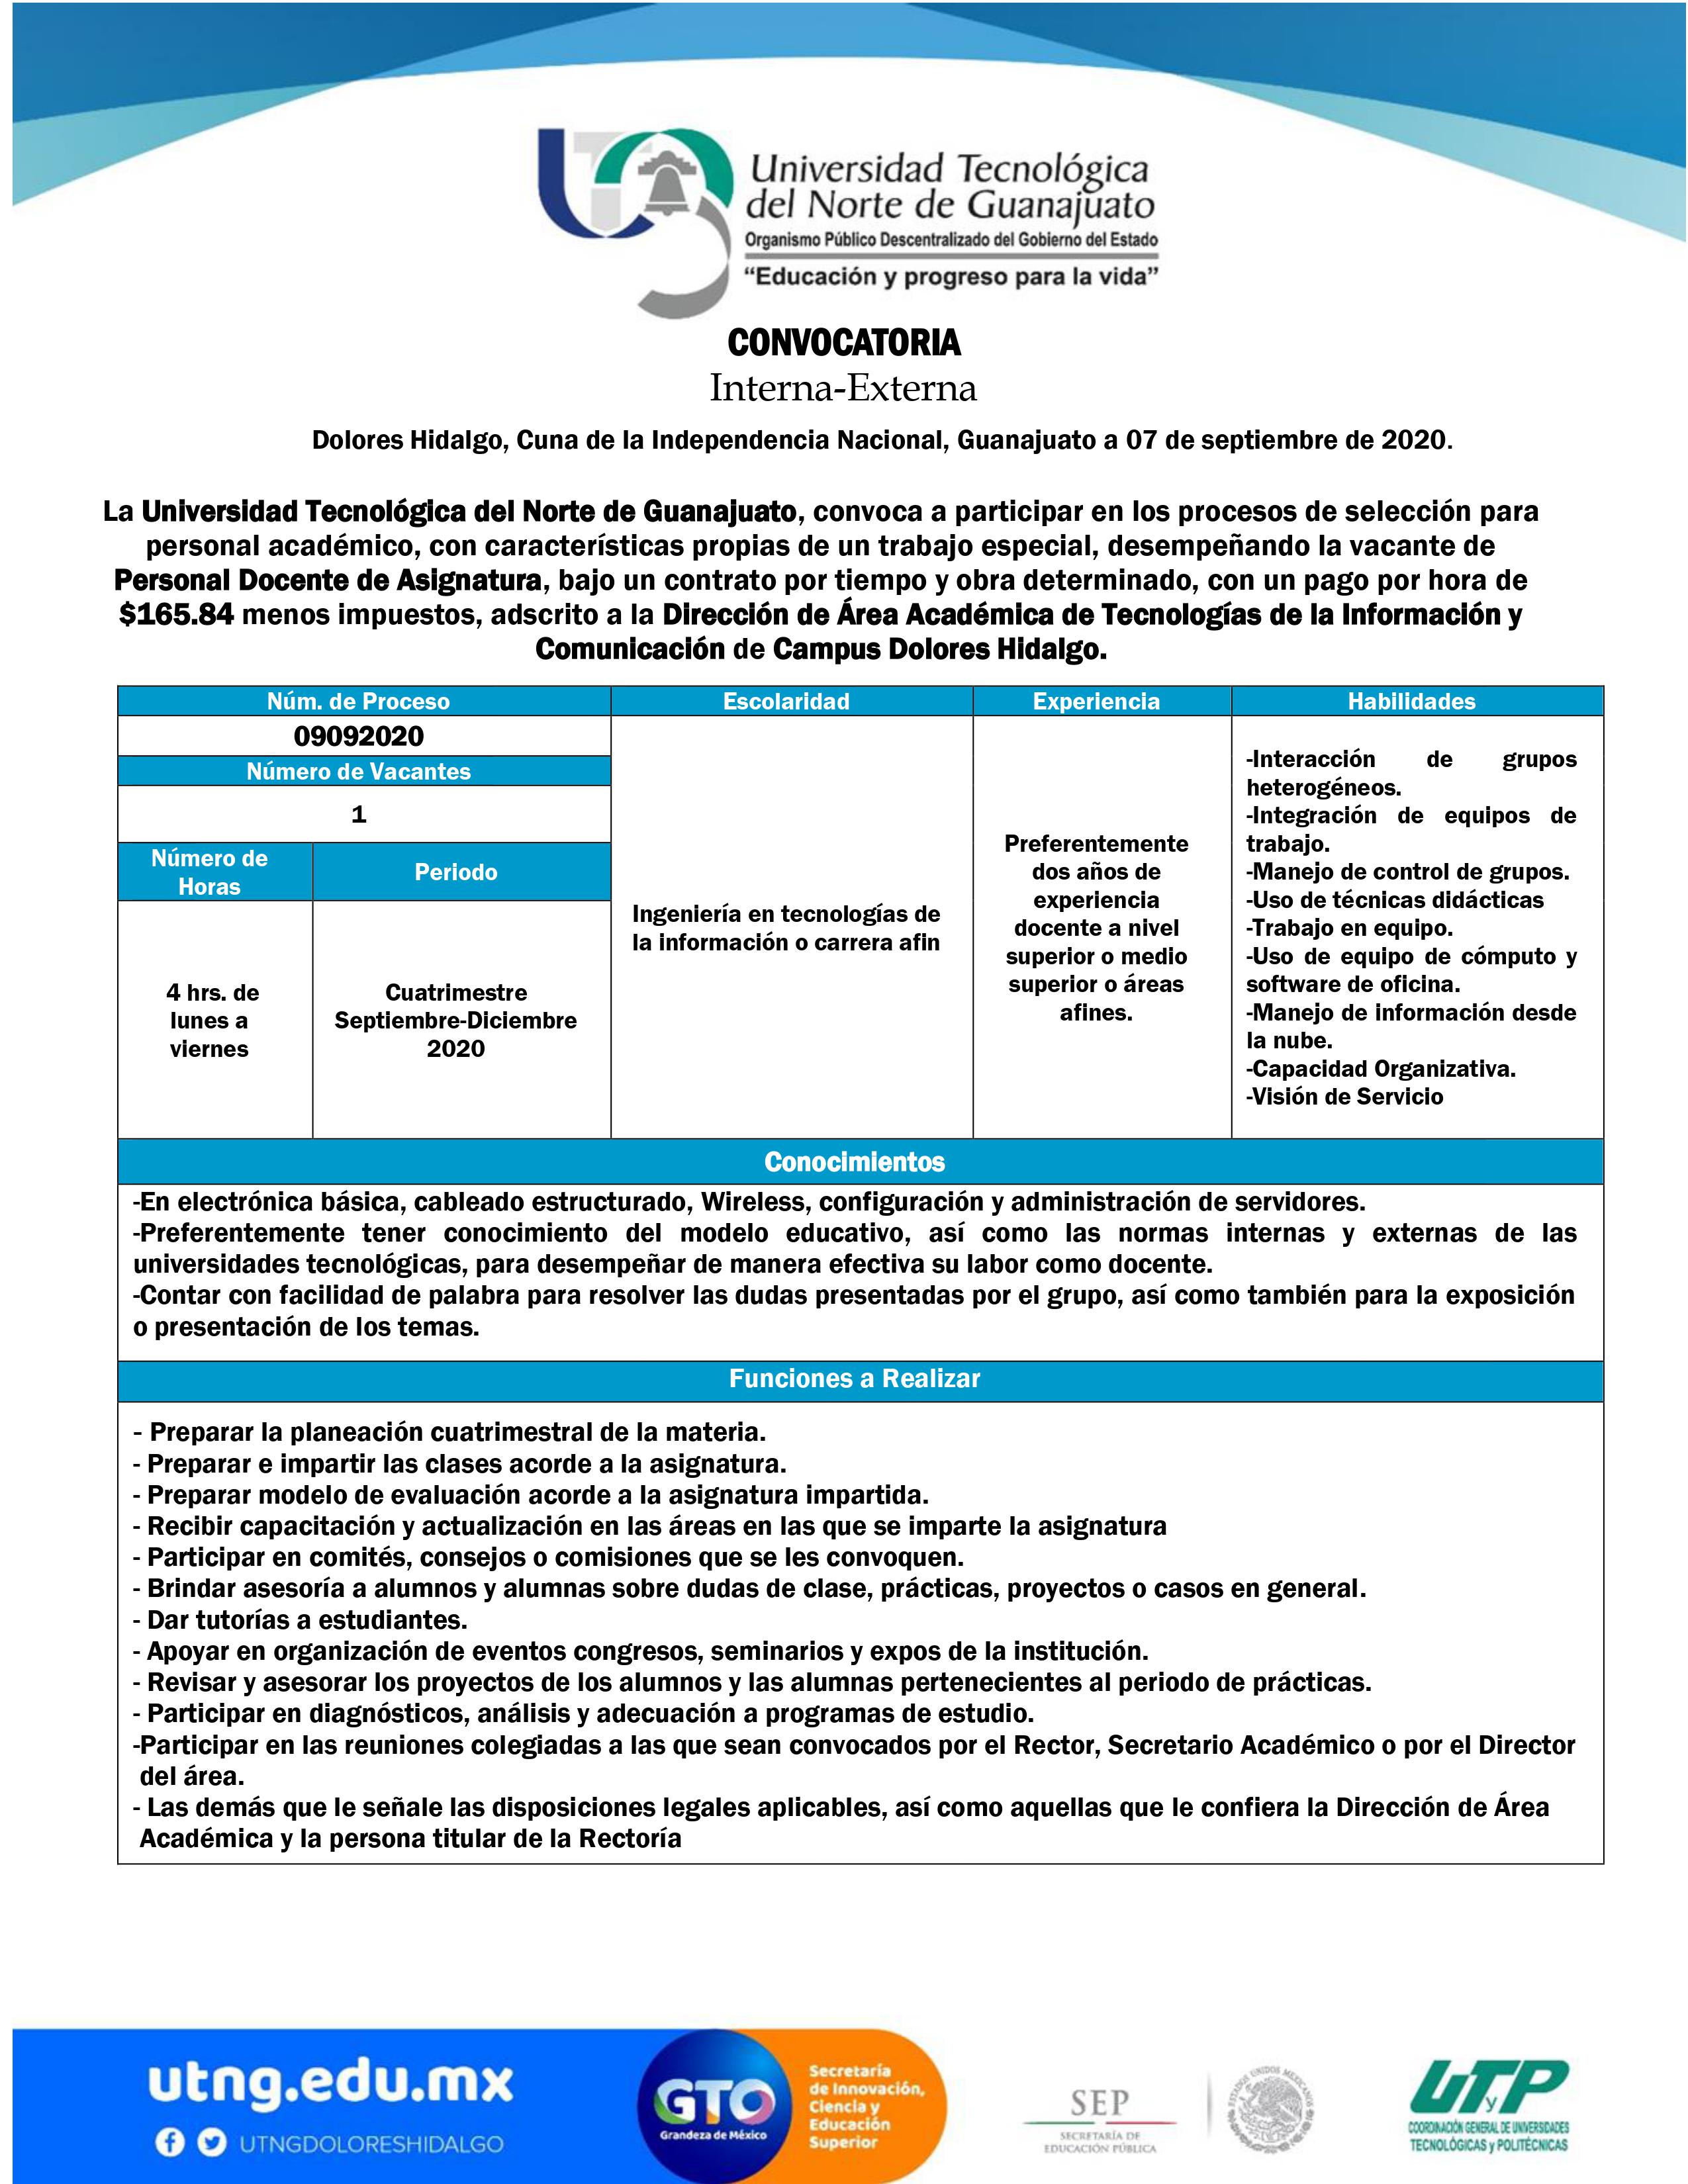 Universidad Tecnológica
del Norte de Guanajuato
Organismo Público Descentralizado del Gobierno del Estado
“Educación y progreso para la vida”
CONVOCATORIA
Interna-Externa
Dolores Hidalgo, Cuna de la Independencia Nacional, Guanajuato a 07 de septiembre de 2020.
La Universidad Tecnológica del Norte de Guanajuato, convoca a participar en los procesos de selección para
personal académico, con características propias de un trabajo especial, desempeñando la vacante de
Personal Docente de Asignatura, bajo un contrato por tiempo y obra determinado, con un pago por hora de
$165.84 menos impuestos, adscrito a la Dirección de Área Académica de Tecnologías de la Información y
Comunicación de Campus Dolores Hidalgo.
Núm. de Proceso
09092020
Número de Vacantes
1
Número de
Horas
4 hrs. de
lunes a
viernes
Periodo
Cuatrimestre
Septiembre-Diciembre
2020
Escolaridad
Ingeniería en tecnologías de
la información o carrera afin
Experiencia
Preferentemente
dos años de
experiencia
docente a nivel
superior o medio
superior o áreas
afines.
Habilidades
-Interacción de grupos
heterogéneos.
-Integración de equipos de
trabajo.
-Manejo de control de grupos.
-Uso de técnicas didácticas
-Trabajo en equipo.
-Uso de equipo de cómputo y
software de oficina.
-Manejo de información desde
la nube.
-Capacidad Organizativa.
-Visión de Servicio
Conocimientos
-En electrónica básica, cableado estructurado, Wireless, configuración y administración de servidores.
-Preferentemente tener conocimiento del modelo educativo, así como las normas internas y externas de las
universidades tecnológicas, para desempeñar de manera efectiva su labor como docente.
-Contar con facilidad de palabra para resolver las dudas presentadas por el grupo, así como también para la exposición
o presentación de los temas.
Funciones a Realizar
- Preparar la planeación cuatrimestral de la materia.
- Preparar e impartir las clases acorde a la asignatura.
- Preparar modelo de evaluación acorde a la asignatura impartida.
- Recibir capacitación y actualización en las áreas en las que se imparte la asignatura
- Participar en comités, consejos o comisiones que se les convoquen.
- Brindar asesoría a alumnos y alumnas sobre dudas de clase, prácticas, proyectos o casos en general.
- Dar tutorías a estudiantes.
- Apoyar en organización de eventos congresos, seminarios y expos de la institución.
- Revisar y asesorar los proyectos de los alumnos y las alumnas pertenecientes al periodo de prácticas.
- Participar en diagnósticos, análisis y adecuación a programas de estudio.
-Participar en las reuniones colegiadas a las que sean convocados por el Rector, Secretario Académico o por el Director
del área.
- Las demás que le señale las disposiciones legales aplicables, así como aquellas que le confiera la Dirección de Área
Académica y la persona titular de la Rectoría
utng.edu.mx
UTNGDOLORESHIDALGO
GTO
Grandeza de México
Secretaría
de Innovación,
Ciencia y
Educación
Superior
SEP
SECRETARÍA DE
EDUCACIÓN PÚBLICA
ESTADOS UNIDOS MEXICANOS
UTyP
COORDINACIÓN GENERAL DE UNIVERSIDADES
TECNOLÓGICAS y POLITÉCNICAS